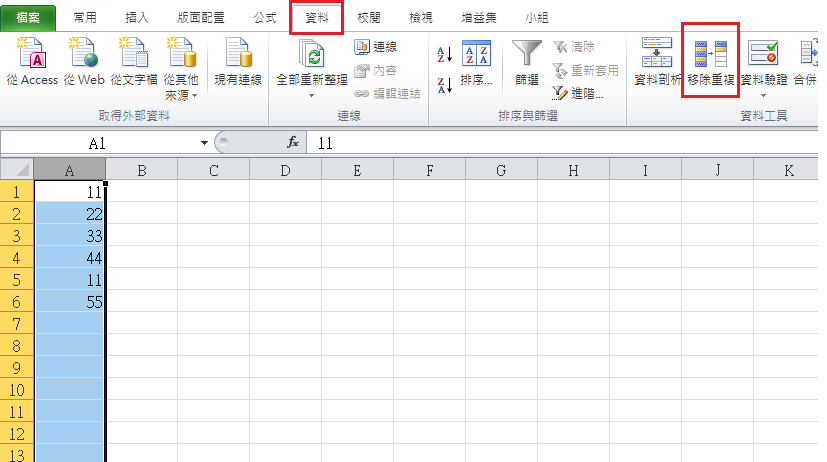 檔案 常用 插入 版面配置 公式 資料 校閱 檢視 增益集 小組
從 Access 從 Web 從文字檔 從其他來源 現有連線 全部重新整理 連線 內容 編輯連結 排序... 篩選 清除 重新套用 進階... 資料剖析 移除重複 資料驗證 合併
取得外部資料 連線 排序與篩選 資料工具
A1 fx 11
A B C D E F G H I J K
1 11
2 22
3 33
4 44
5 11
6 55
7
8
9
10
11
12
13